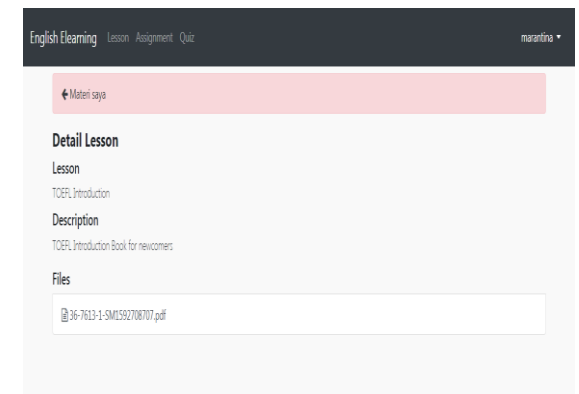 English Elearning Lesson Assignment Quiz marantina
Materi saya
Detail Lesson
Lesson
TOEFL Introduction
Description
TOEFL Introduction Book for newcomers
Files
36-7613-1-SM1592708707.pdf